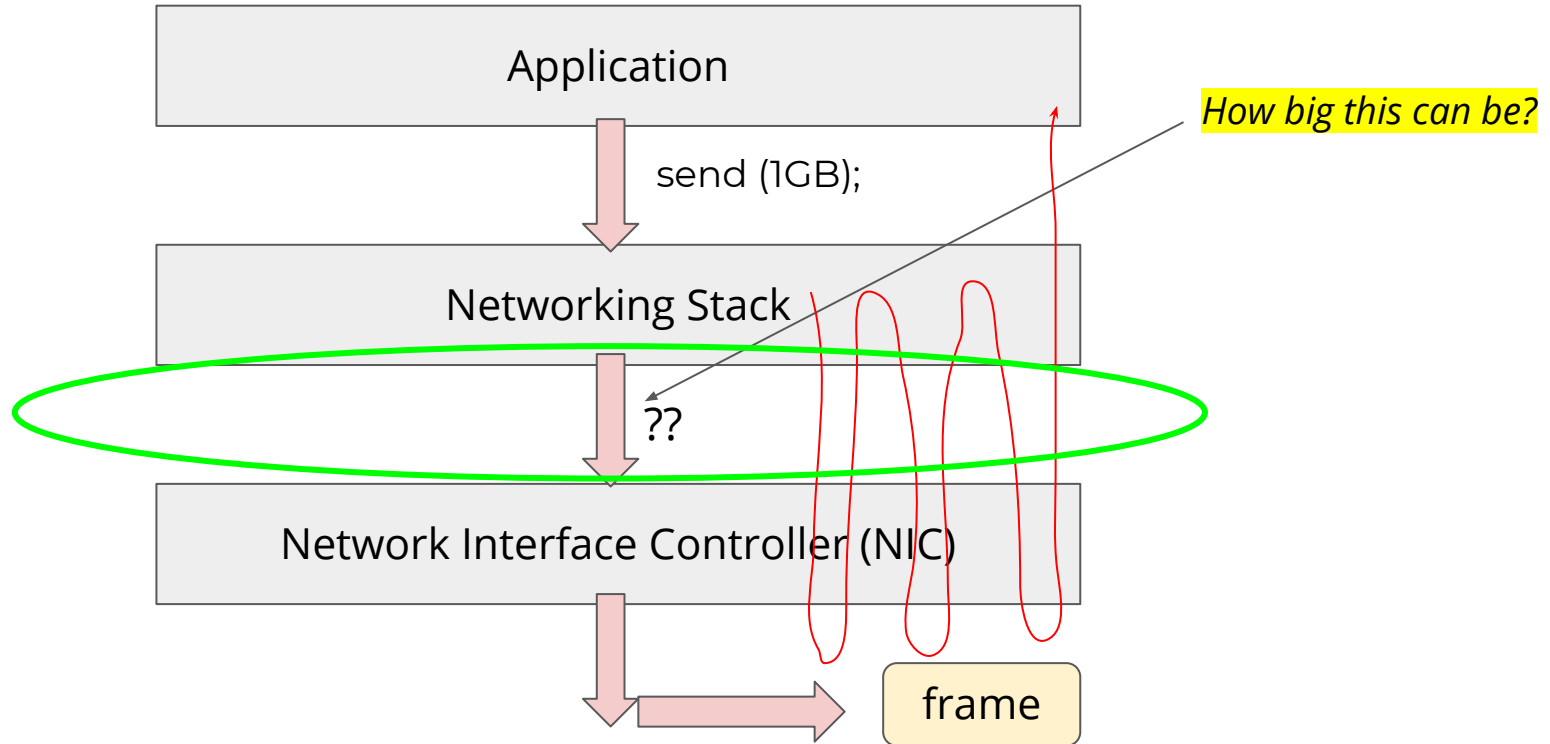 Application
How big this can be?
send (1GB);
Networking Stack
??
Network Interface Controller (NIC)
frame